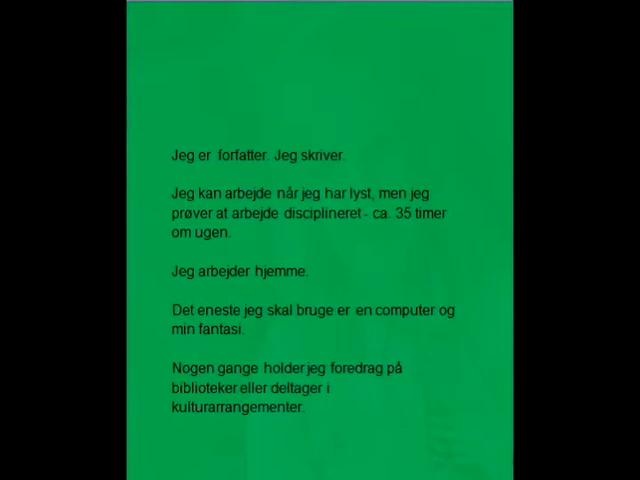 Jeg er forfatter. Jeg skriver.
Jeg kan arbejde når jeg har lyst, men jeg
prøver at arbejde disciplineret - ca. 35 timer
om ugen.
Jeg arbejder hjemme.
Det eneste jeg skal bruge er en computer og
min fantasi.
Nogen gange holder jeg foredrag på
biblioteker eller deltager i
kulturarrangementer.